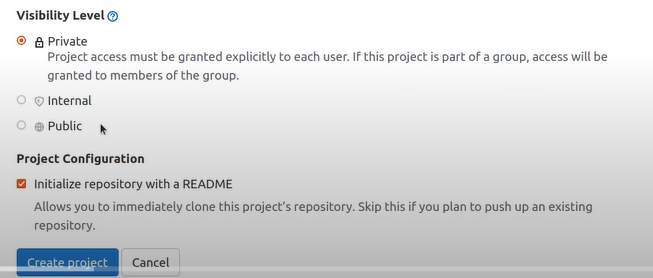 Visibility Level
Private
Project access must be granted explicitly to each user. If this project is part of a group, access will be
granted to members of the group.
Internal
Public
Project Configuration
Initialize repository with a README
Allows you to immediately clone this project's repository. Skip this if you plan to push up an existing
repository.
Create project Cancel